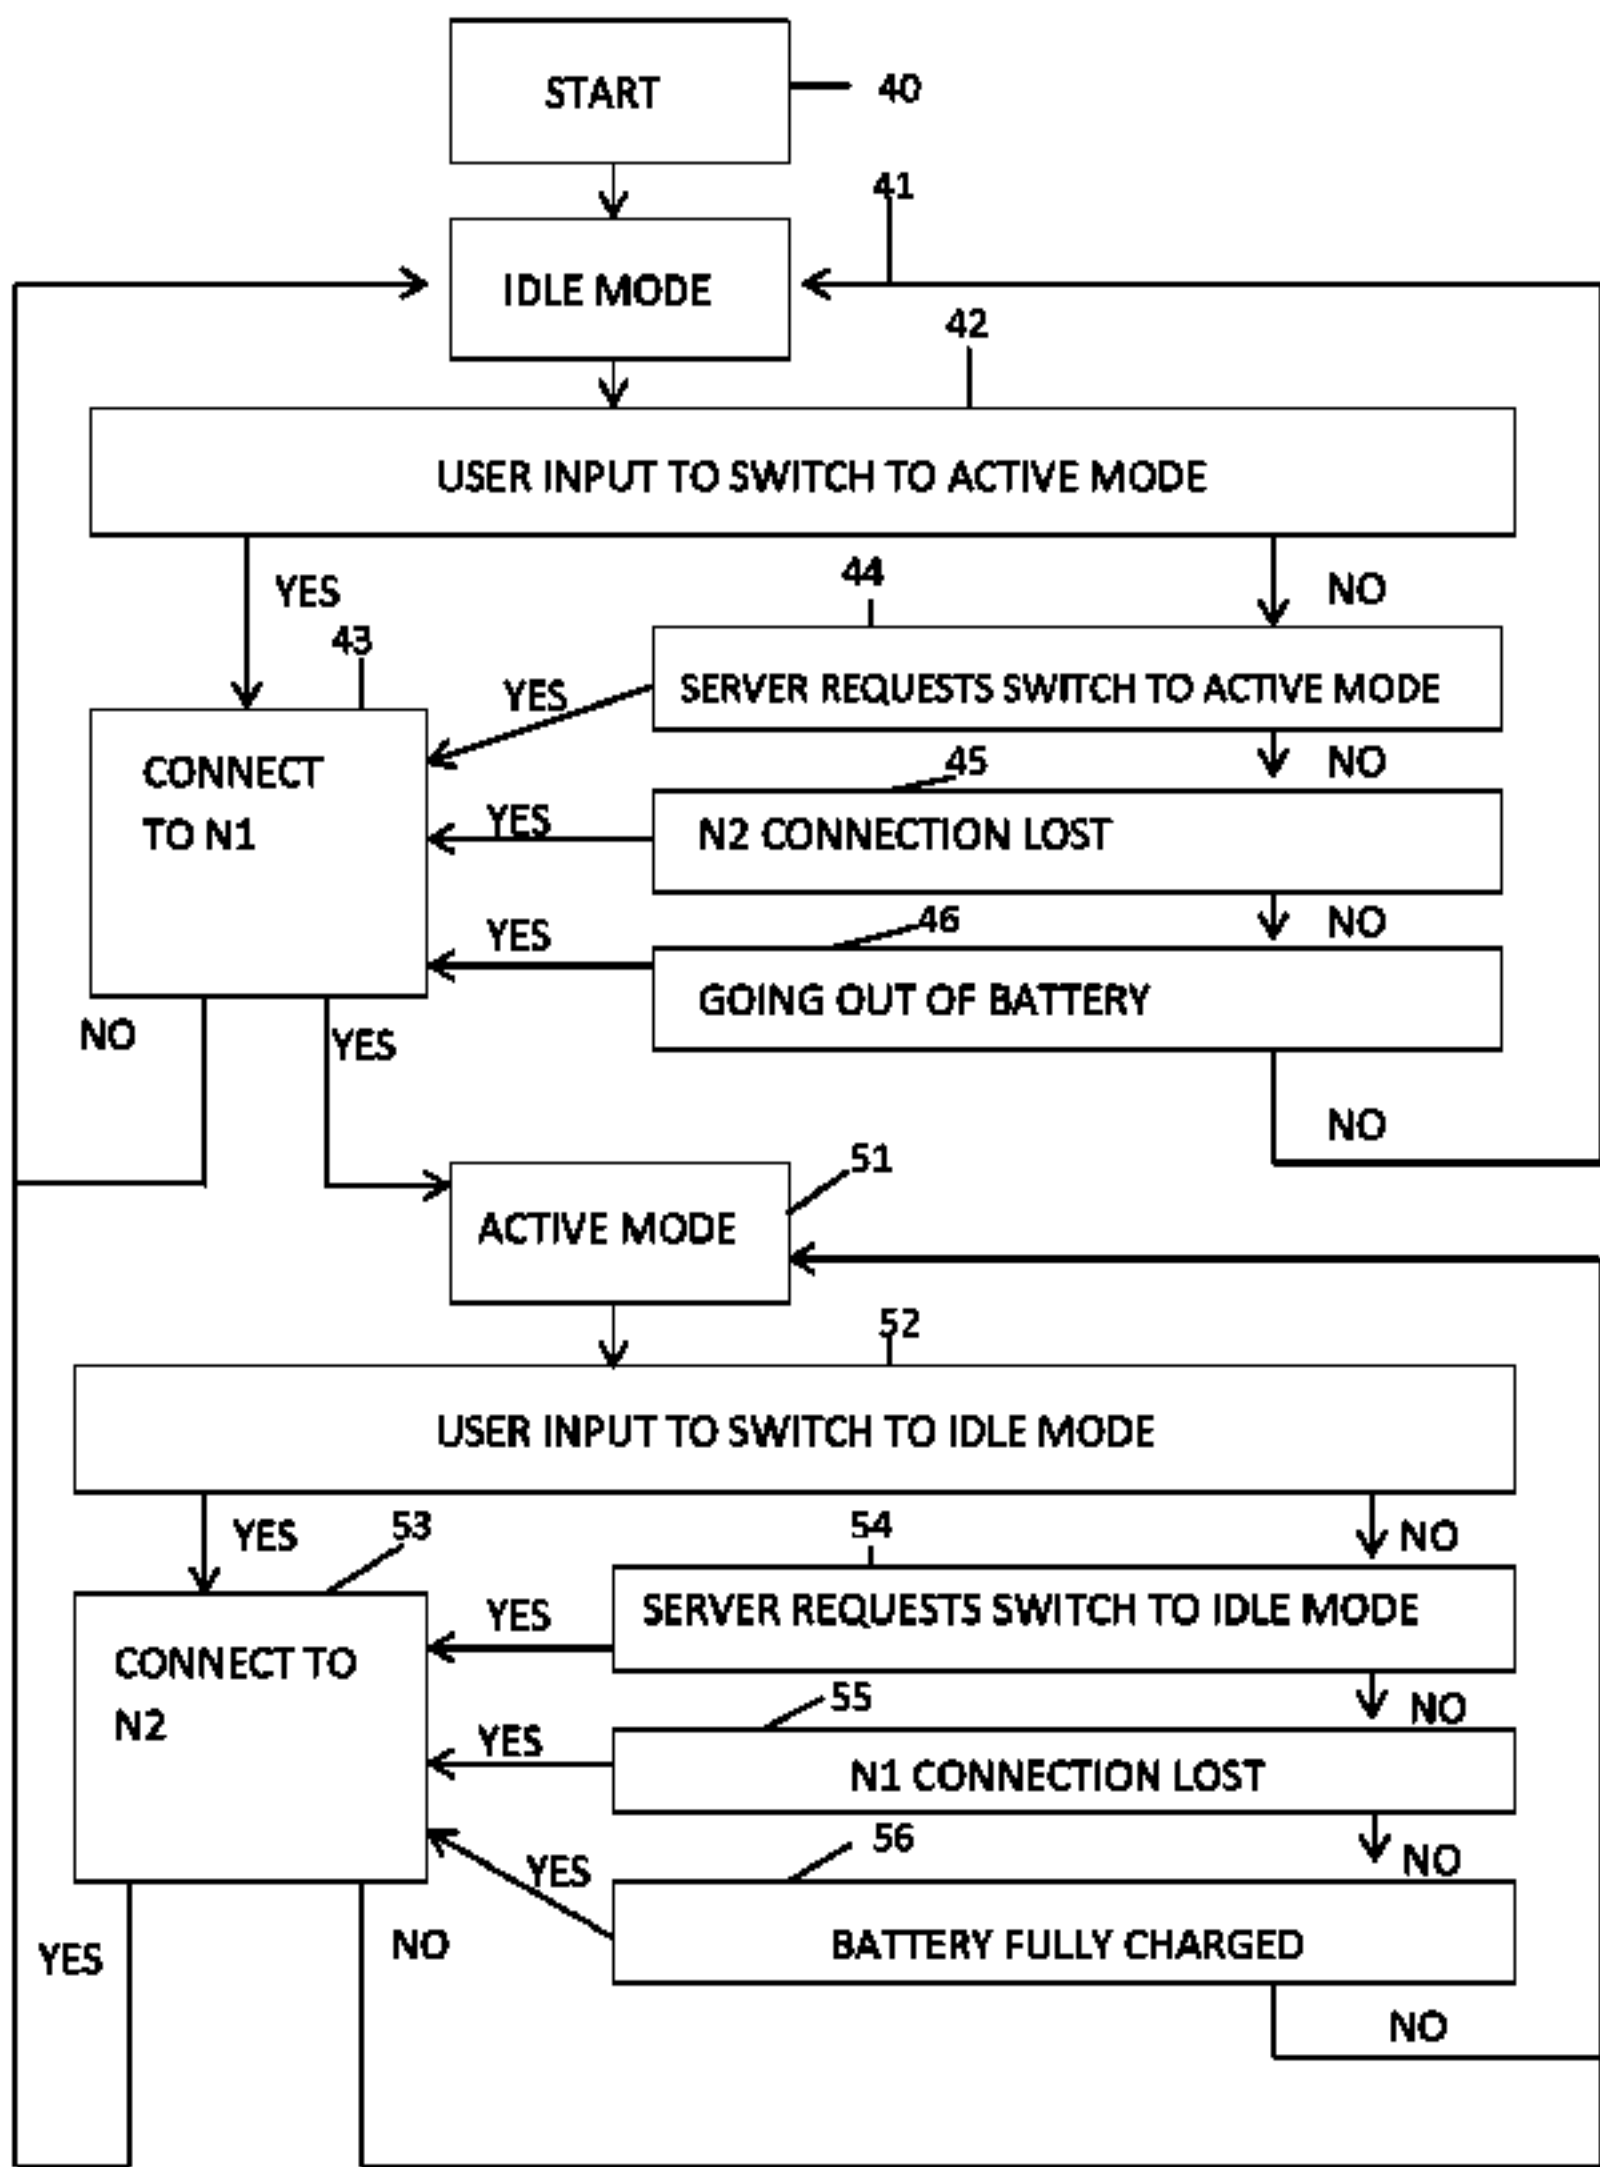 START
40
41
IDLE MODE
42
USER INPUT TO SWITCH TO ACTIVE MODE
44
YES
NO
43
YES
SERVER REQUESTS SWITCH TO ACTIVE MODE
CONNECT
TO N1
45
NO
YES
N2 CONNECTION LOST
46
NO
YES
GOING OUT OF BATTERY
NO
YES
NO
51
ACTIVE MODE
52
USER INPUT TO SWITCH TO IDLE MODE
YES
53
54
NO
YES
SERVER REQUESTS SWITCH TO IDLE MODE
CONNECT TO
N2
55
NO
YES
N1 CONNECTION LOST
56
NO
YES
BATTERY FULLY CHARGED
YES
NO
NO